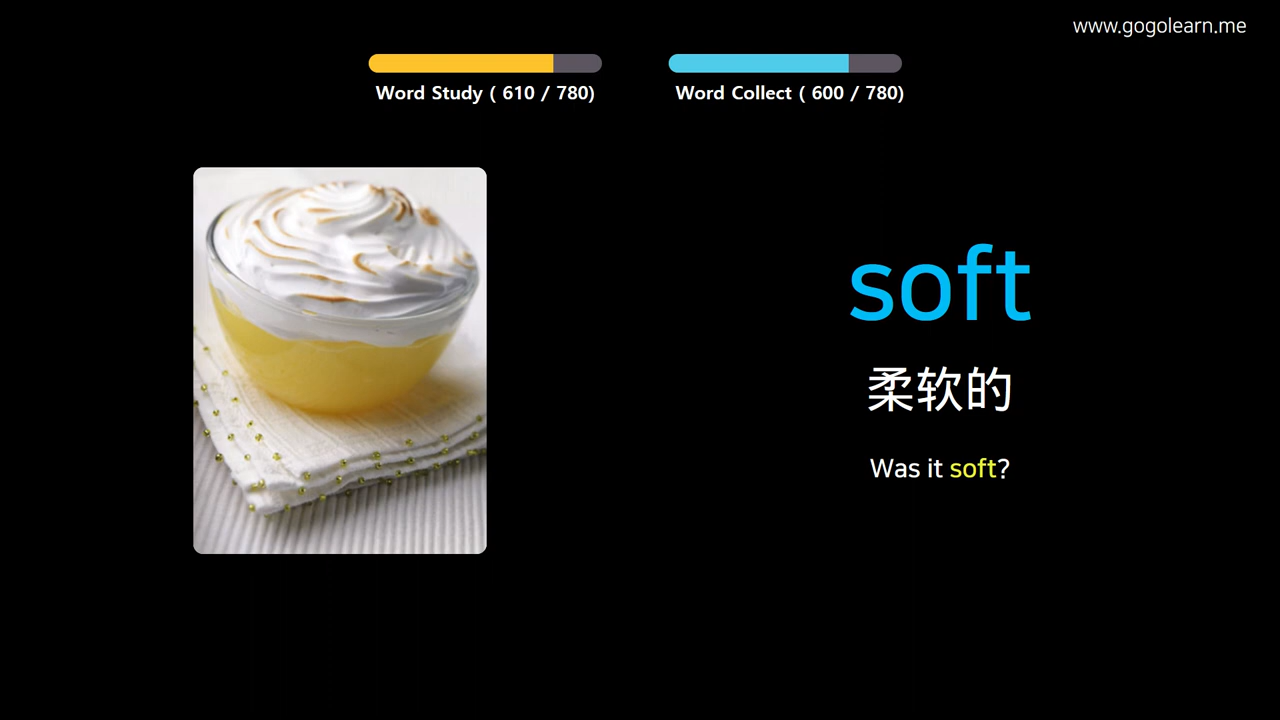 www.gogolearn.me
Word Study ( 610 / 780)
Word Collect ( 600 / 780)
soft
柔软的
Was it soft?